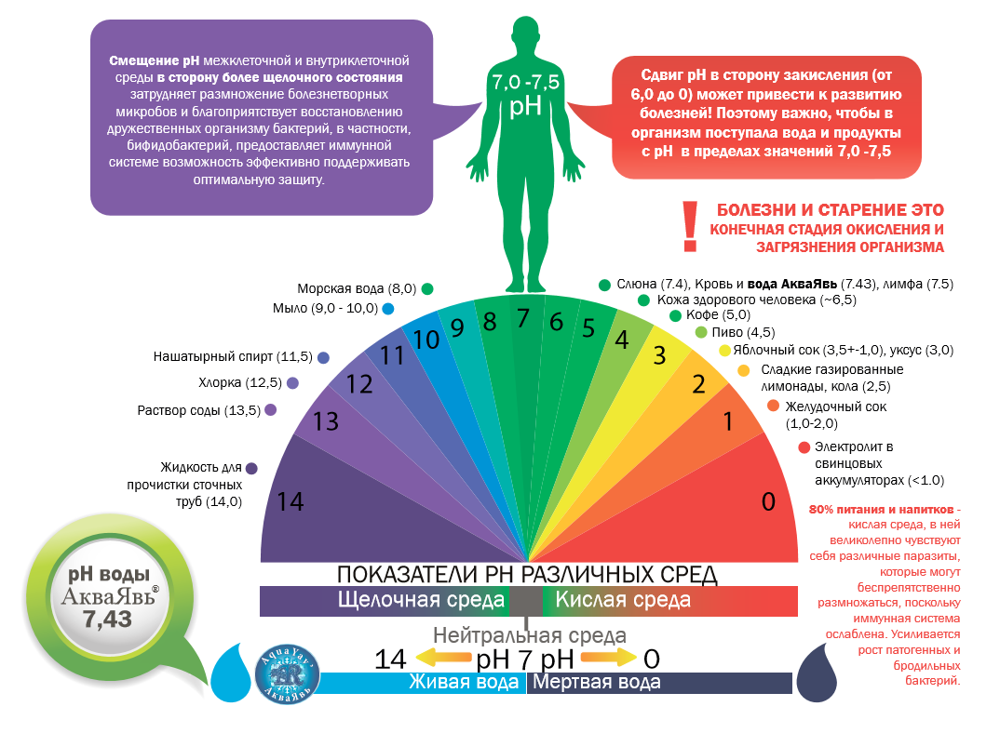 Смещение pH межклеточной и внутриклеточной
среды в сторону более щелочного состояния
затрудняет размножение болезнетворных
микробов и благоприятствует восстановлению
дружественных организму бактерий, в частности,
бифидобактерий, предоставляет иммунной
системе возможность эффективно поддерживать
оптимальную защиту.
7,0 -7,5
pH
Сдвиг pH в сторону закисления (от
6,0 до 0) может привести к развитию
болезней! Поэтому важно, чтобы в
организм поступала вода и продукты
с pH в пределах значений 7,0 -7,5
! БОЛЕЗНИ И СТАРЕНИЕ ЭТО
КОНЕЧНАЯ СТАДИЯ ОКИСЛЕНИЯ И
ЗАГРЯЗНЕНИЯ ОРГАНИЗМА
Морская вода (8,0)
Мыло (9,0 - 10,0)
Нашатырный спирт (11,5)
Хлорка (12,5)
Раствор соды (13,5)
Жидкость для
прочистки сточных
труб (14,0)
14
13
12
11
10
9
8
7
6
5
4
3
2
1
0
Слюна (7.4), Кровь и вода АкваЯвь (7.43), лимфа (7.5)
Кожа здорового человека (~6,5)
Кофе (5,0)
Пиво (4,5)
Яблочный сок (3,5+-1,0), уксус (3,0)
Сладкие газированные
лимонады, кола (2,5)
Желудочный сок
(1,0-2,0)
Электролит в
свинцовых
аккумуляторах (<1.0)
80% питания и напитков -
кислая среда, в ней
великолепно чувствуют
себя различные паразиты,
которые могут
беспрепятственно
размножаться, поскольку
иммунная система
ослаблена. Усиливается
рост патогенных и
бродильных
бактерий.
pH воды
АкваЯвь®
7,43
ПОКАЗАТЕЛИ PH РАЗЛИЧНЫХ СРЕД
Щелочная среда
Кислая среда
Нейтральная среда
14 pH 7 pH 0
AquaYav
АкваЯвь
Живая вода
Мертвая вода